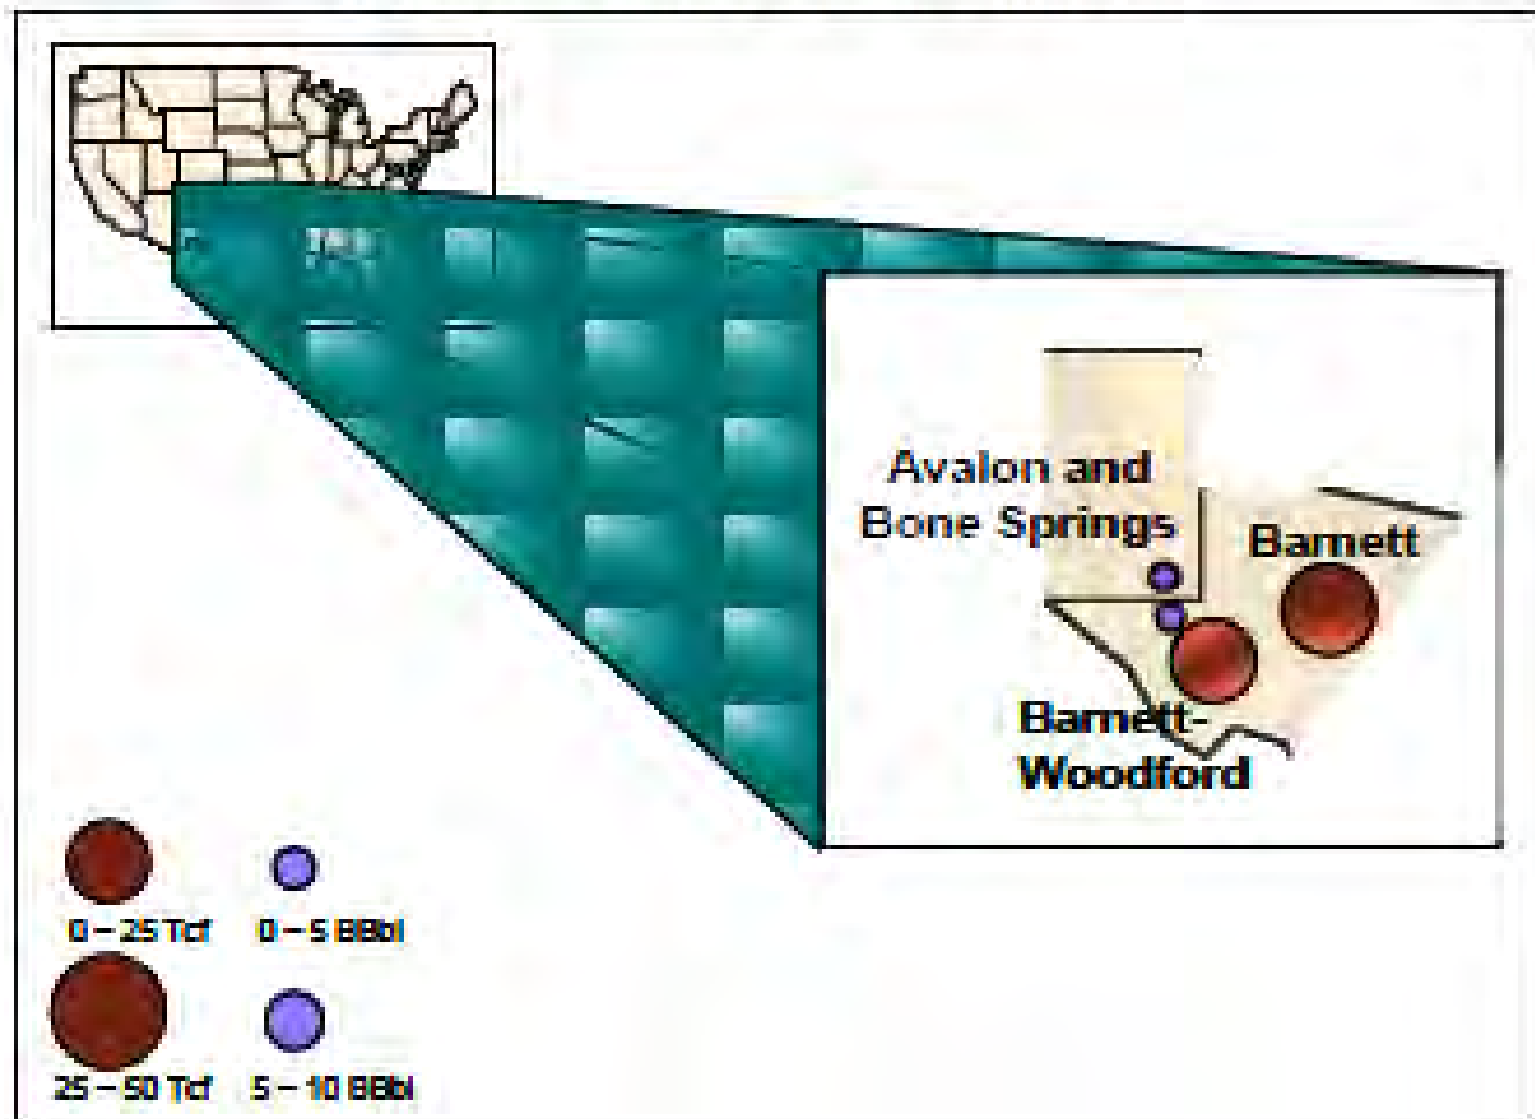 Avalon and
Bone Springs
Barnett
Barnett-
Woodford
0 – 25 Tcf
0 – 5 BBbl
25 – 50 Tcf
5 – 10 BBbl